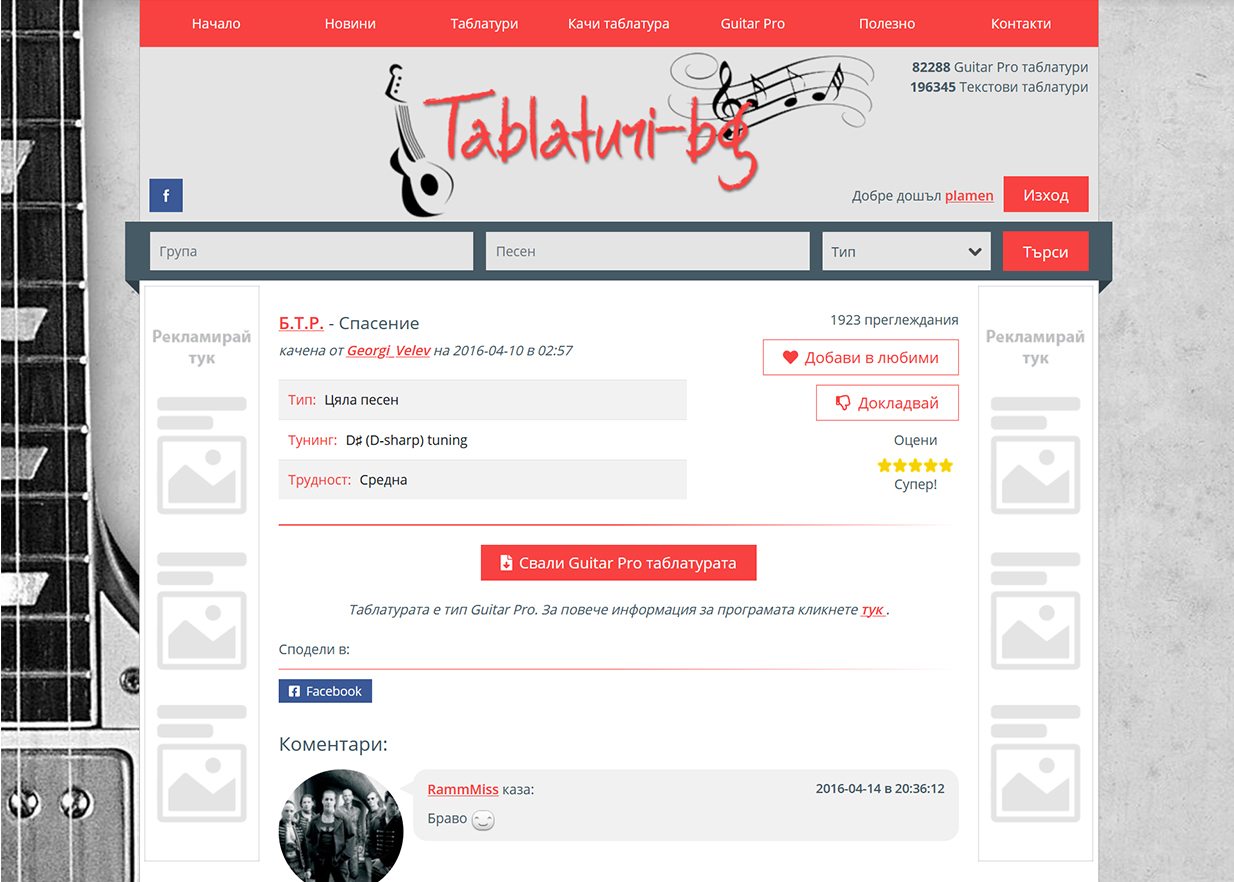 Начало Новини Таблатури Качи таблатура Guitar Pro Полезно Контакти
82288 Guitar Pro таблатури
196345 Текстови таблатури
Tablaturi-bg
f
Добре дошъл plamen Изход
Група Песен Тип Търси
Рекламирай
тук
Б.Т.Р. - Спасение
качена от Georgi_Velev на 2016-04-10 в 02:57
Тип: Цяла песен
Тунинг: D♯ (D-sharp) tuning
Трудност: Средна
1923 преглеждания
Добави в любими
Докладвай
Оцени
Супер!
Свали Guitar Pro таблатурата
Таблатурата е тип Guitar Pro. За повече информация за програмата кликнете тук .
Сподели в:
Facebook
Коментари:
RammMiss каза: 2016-04-14 в 20:36:12
Браво
Рекламирай
тук